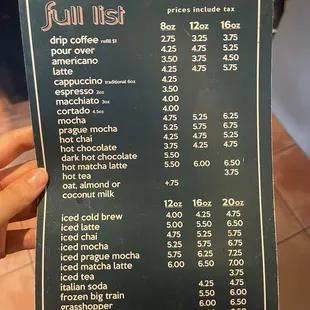 full list
prices include tax
8oz 12oz 16oz
drip coffee refill $1 2.75 3.25 3.75
pour over 4.25 4.75 5.25
americano 3.50 3.75 4.50
latte 4.25 4.75 5.75
cappuccino traditional 6oz 4.25
espresso 2oz 3.50
macchiato 3oz 4.00
cortado 4.5oz 4.00
mocha 4.75 5.25 6.25
prague mocha 5.25 5.75 6.75
hot chai 4.25 4.75 5.25
hot chocolate 3.75 4.25 4.75
dark hot chocolate 5.50
hot matcha latte 5.50 6.00 6.50
hot tea 3.75
oat, almond or +.75
coconut milk
12oz 16oz 20oz
iced cold brew 4.00 4.25 4.75
iced latte 5.00 5.50 6.50
iced chai 4.75 5.25 5.75
iced mocha 5.25 5.75 6.75
iced prague mocha 5.75 6.25 7.25
iced matcha latte 6.00 6.50 7.00
iced tea 3.75
italian soda 4.25 4.75
frozen big train 5.50 6.00
grasshopper 6.00 6.50